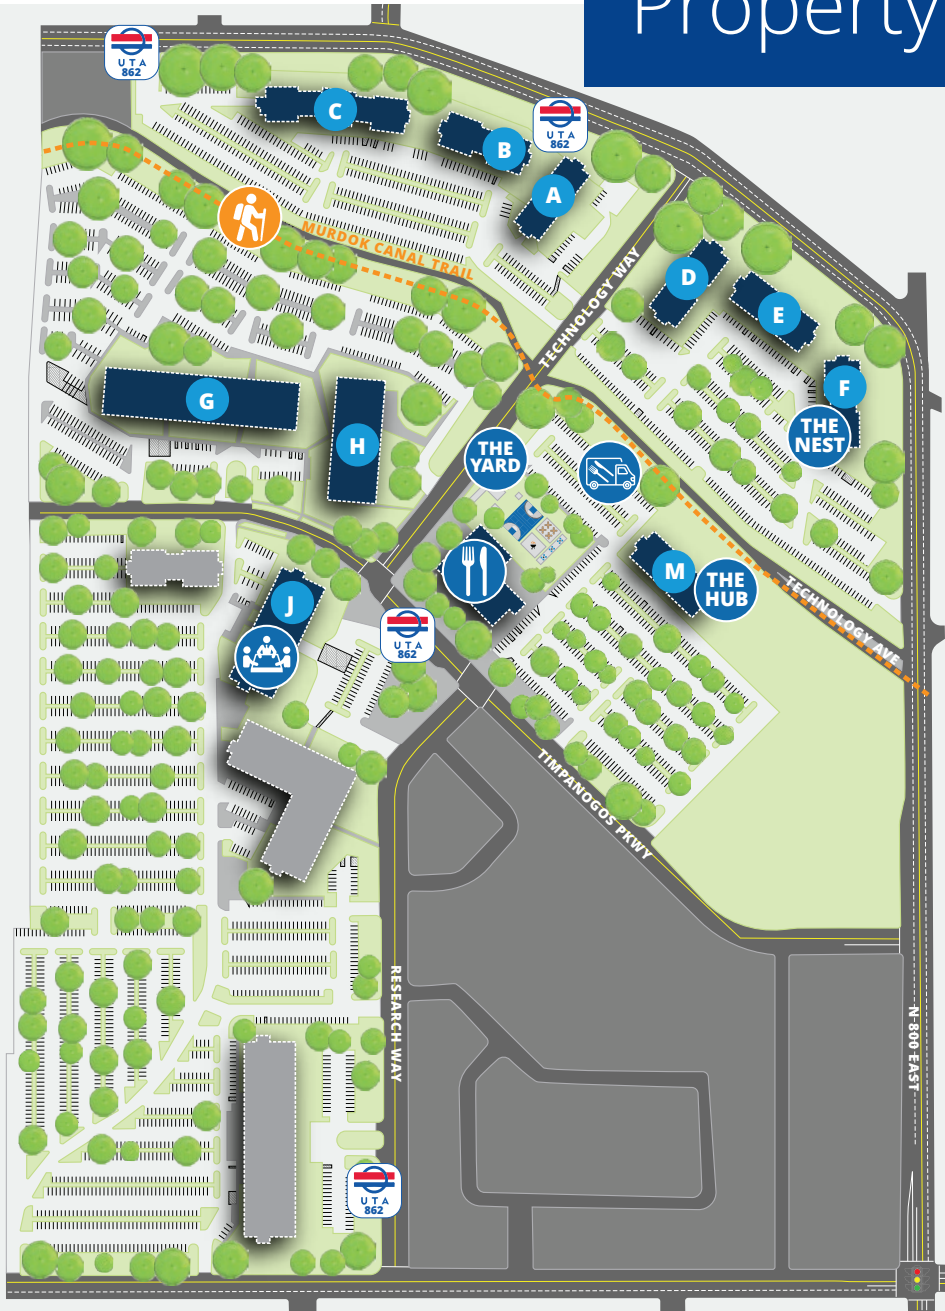 Property
UTA
862
C
B
UTA
862
A
MURDOK CANAL TRAIL
TECHNOLOGY WAY
D
E
F
THE
NEST
G
H
THE
YARD
M
THE
HUB
TECHNOLOGY AVE
J
UTA
862
TIMPANOGOS PKWY
RESEARCH WAY
N 800 EAST
UTA
862